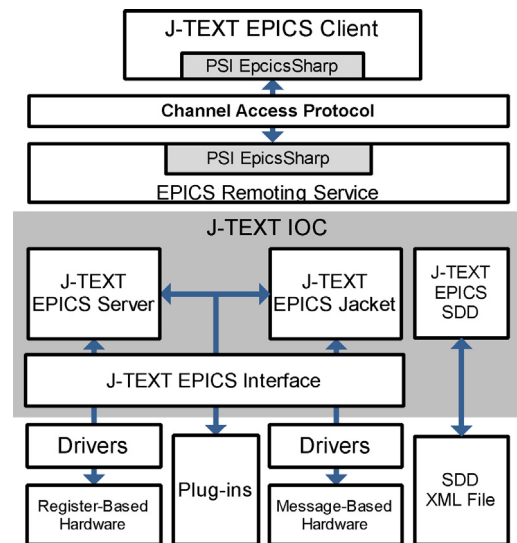 J-TEXT EPICS Client
PSI EpcicsSharp
Channel Access Protocol
PSI EpicsSharp
EPICS Remoting Service
J-TEXT IOC
J-TEXT
EPICS Server
J-TEXT
EPICS Jacket
J-TEXT
EPICS
SDD
J-TEXT EPICS Interface
Drivers
Plug-ins
Drivers
SDD
XML File
Register-Based
Hardware
Message-Based
Hardware